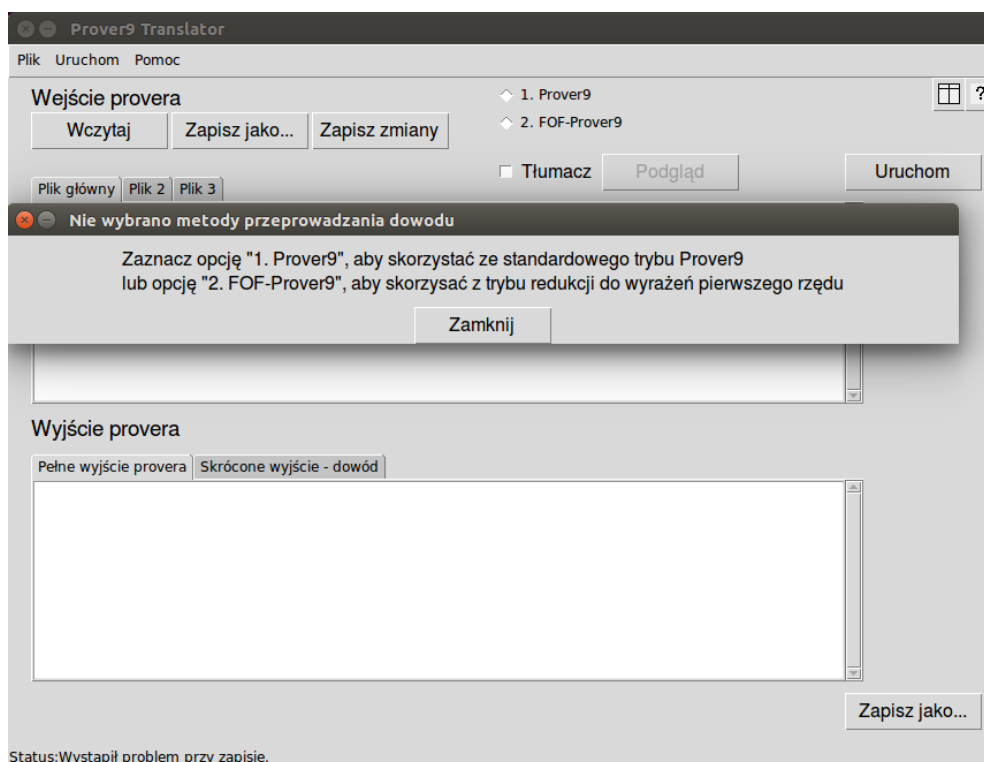 Prover9 Translator
Plik Uruchom Pomoc
Wejście provera
1. Prover9
?
Wczytaj Zapisz jako... Zapisz zmiany
2. FOF-Prover9
Tłumacz Podgląd Uruchom
Plik główny Plik 2 Plik 3
Nie wybrano metody przeprowadzania dowodu
Zaznacz opcję "1. Prover9", aby skorzystać ze standardowego trybu Prover9
lub opcję "2. FOF-Prover9", aby skorzysać z trybu redukcji do wyrażeń pierwszego rzędu
Zamknij
Wyjście provera
Pełne wyjście provera Skrócone wyjście - dowód
Zapisz jako...
Status:Wystąpił problem przy zapisie.